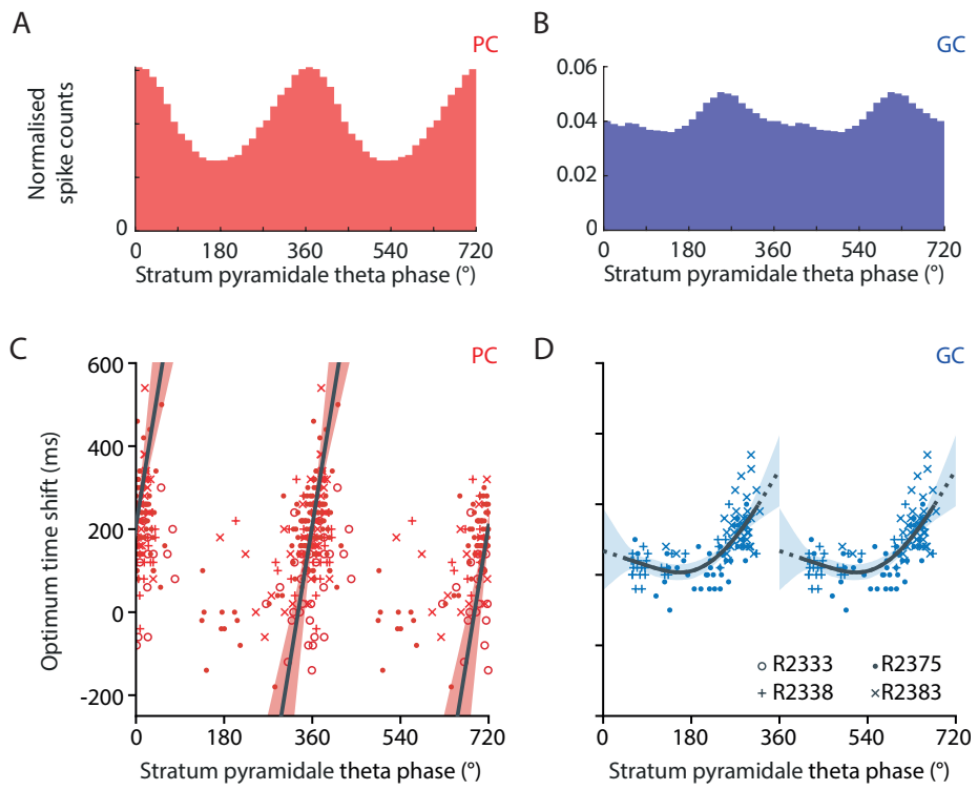 A
PC
Normalised
spike counts
0
0 180 360 540 720
Stratum pyramidale theta phase (°)
B
GC
0.06
0.04
0.02
0
0 180 360 540 720
Stratum pyramidale theta phase (°)
C
PC
Optimum time shift (ms)
600
400
200
0
-200
0 180 360 540 720
Stratum pyramidale theta phase (°)
D
GC
R2333 R2375
R2338 R2383
0 180 360 540 720
Stratum pyramidale theta phase (°)